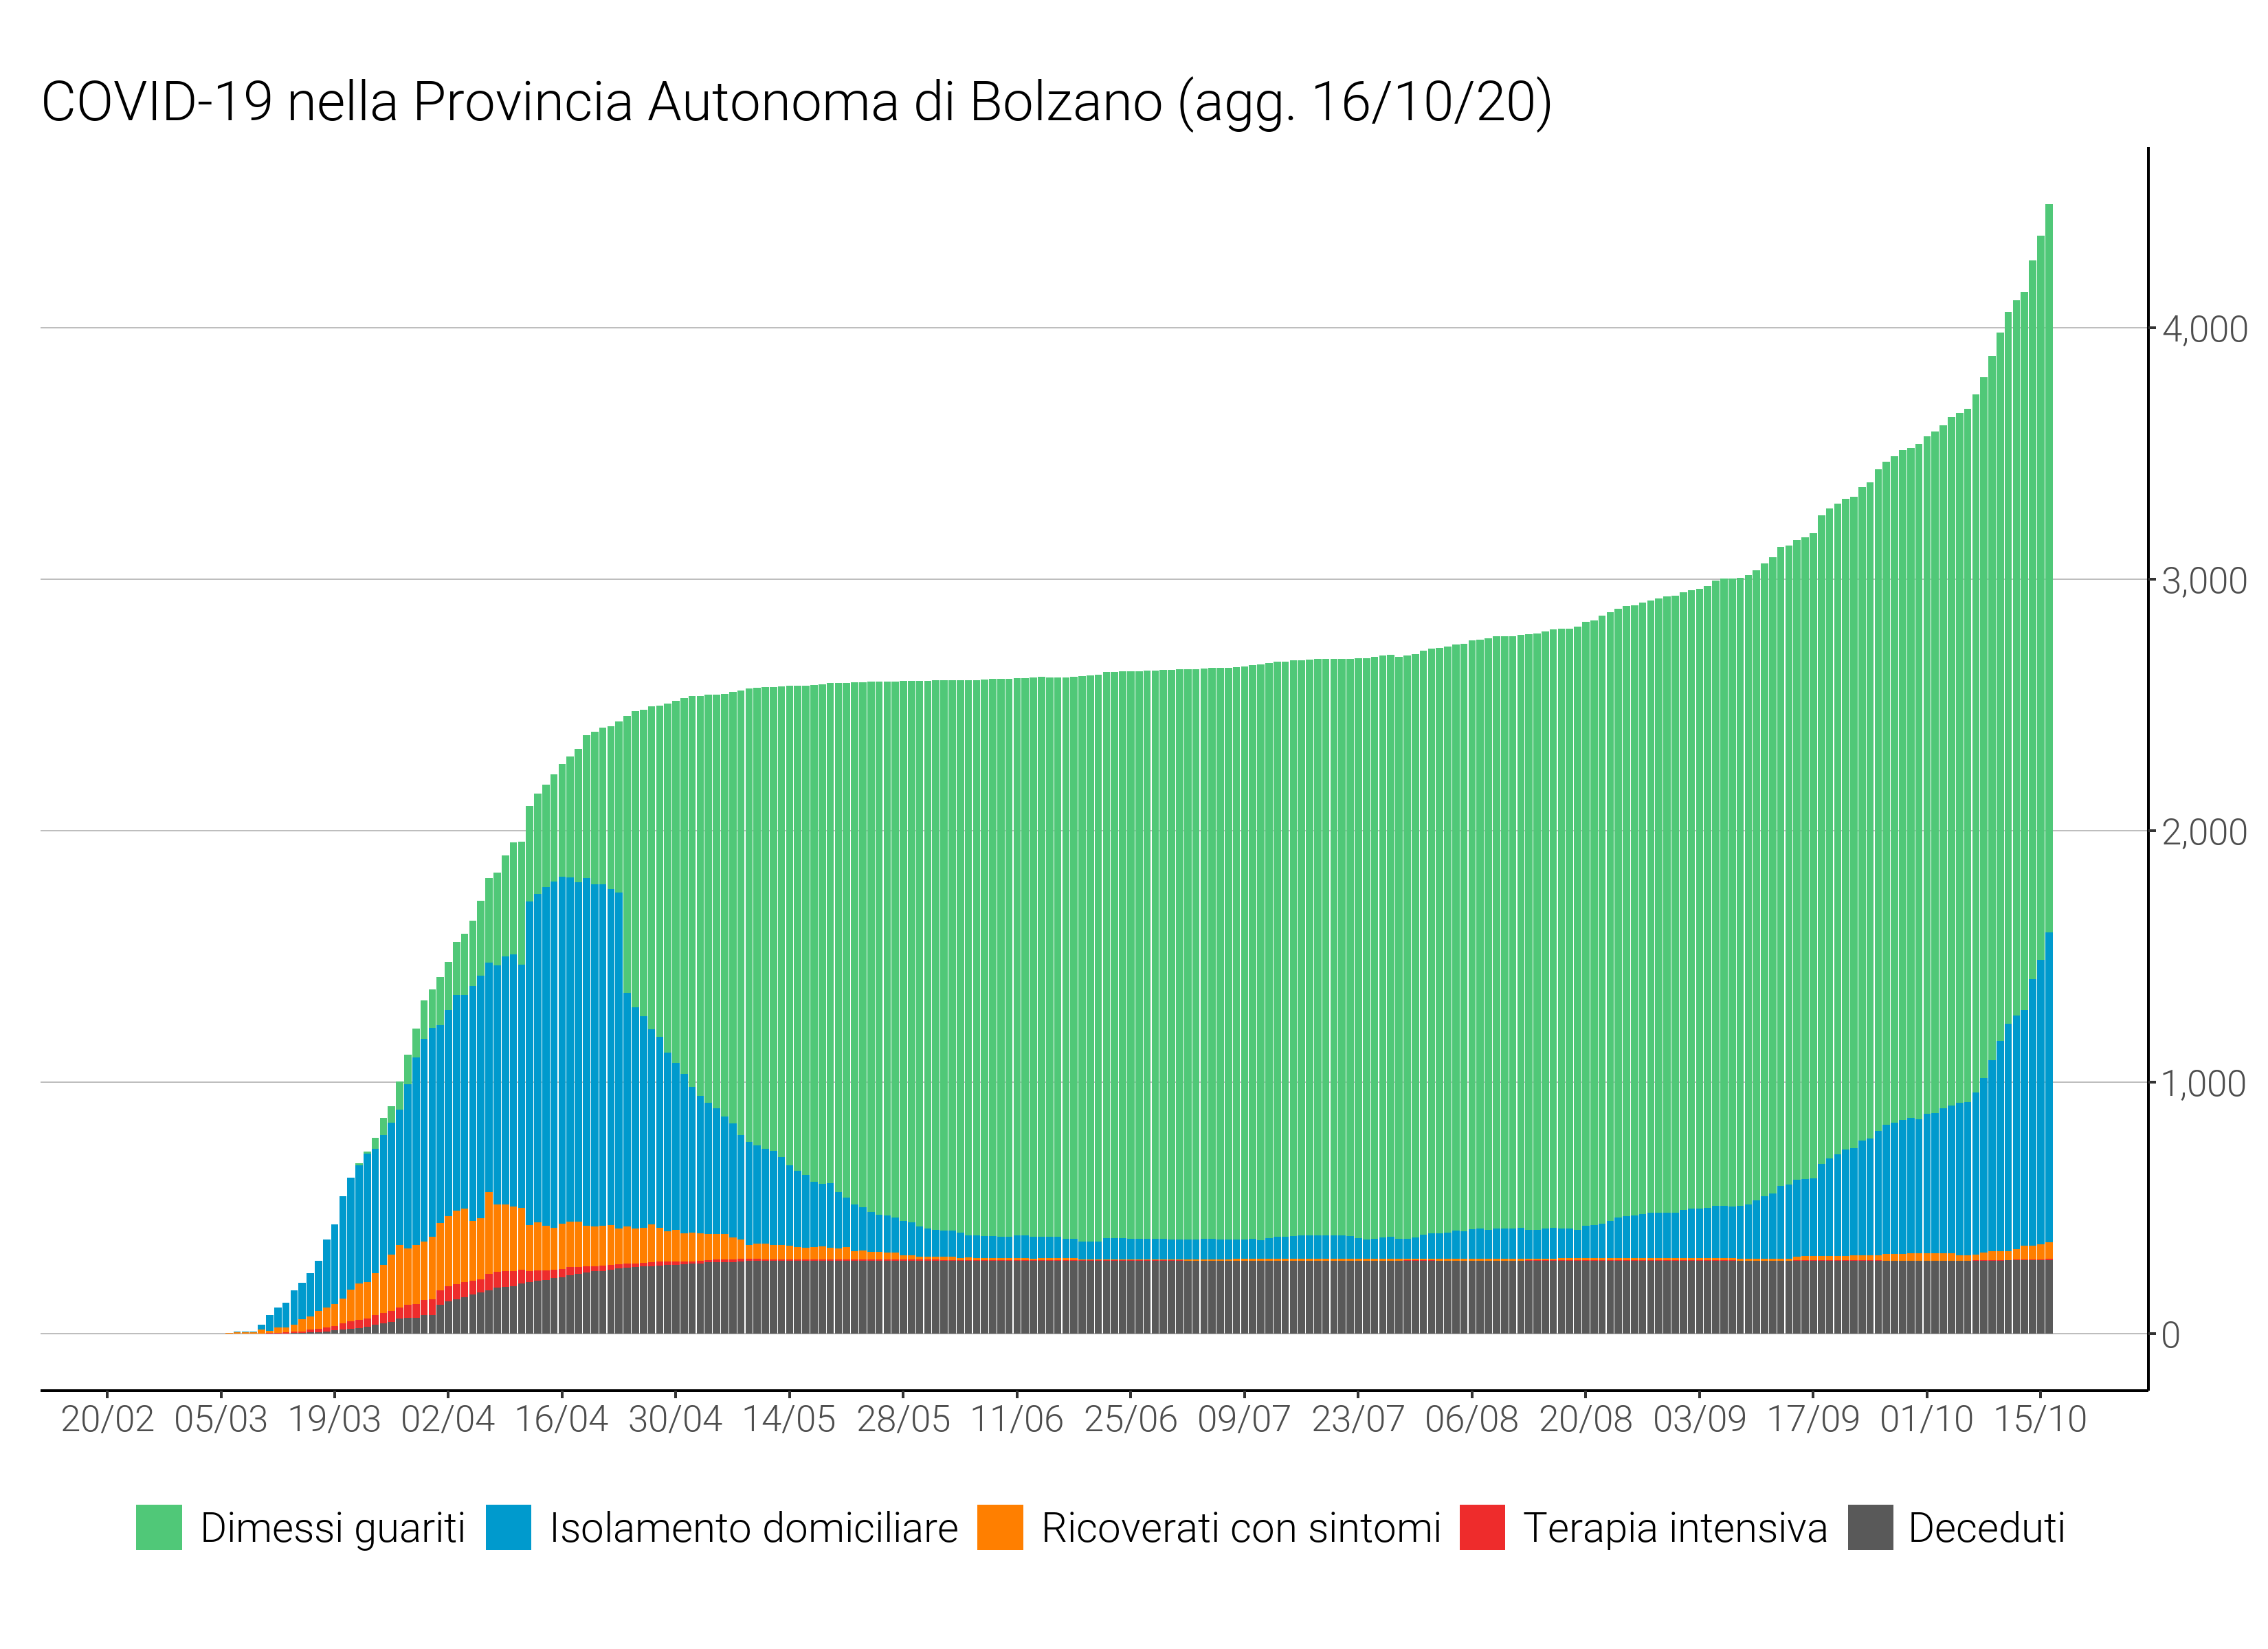 COVID-19 nella Provincia Autonoma di Bolzano (agg. 16/10/20)
4,000
3,000
2,000
1,000
0
20/02 05/03 19/03 02/04 16/04 30/04 14/05 28/05 11/06 25/06 09/07 23/07 06/08 20/08 03/09 17/09 01/10 15/10
Dimessi guariti Isolamento domiciliare Ricoverati con sintomi Terapia intensiva Deceduti